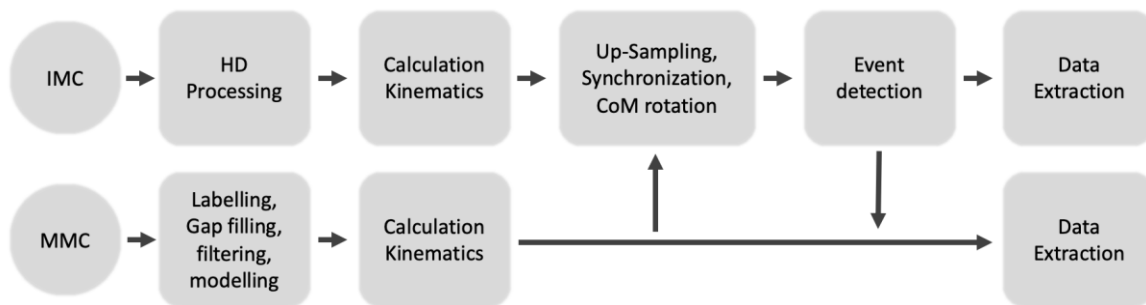 IMC
HD
Processing
Calculation
Kinematics
Up-Sampling,
Synchronization,
CoM rotation
Event
detection
Data
Extraction
MMC
Labelling,
Gap filling,
filtering,
modelling
Calculation
Kinematics
Data
Extraction